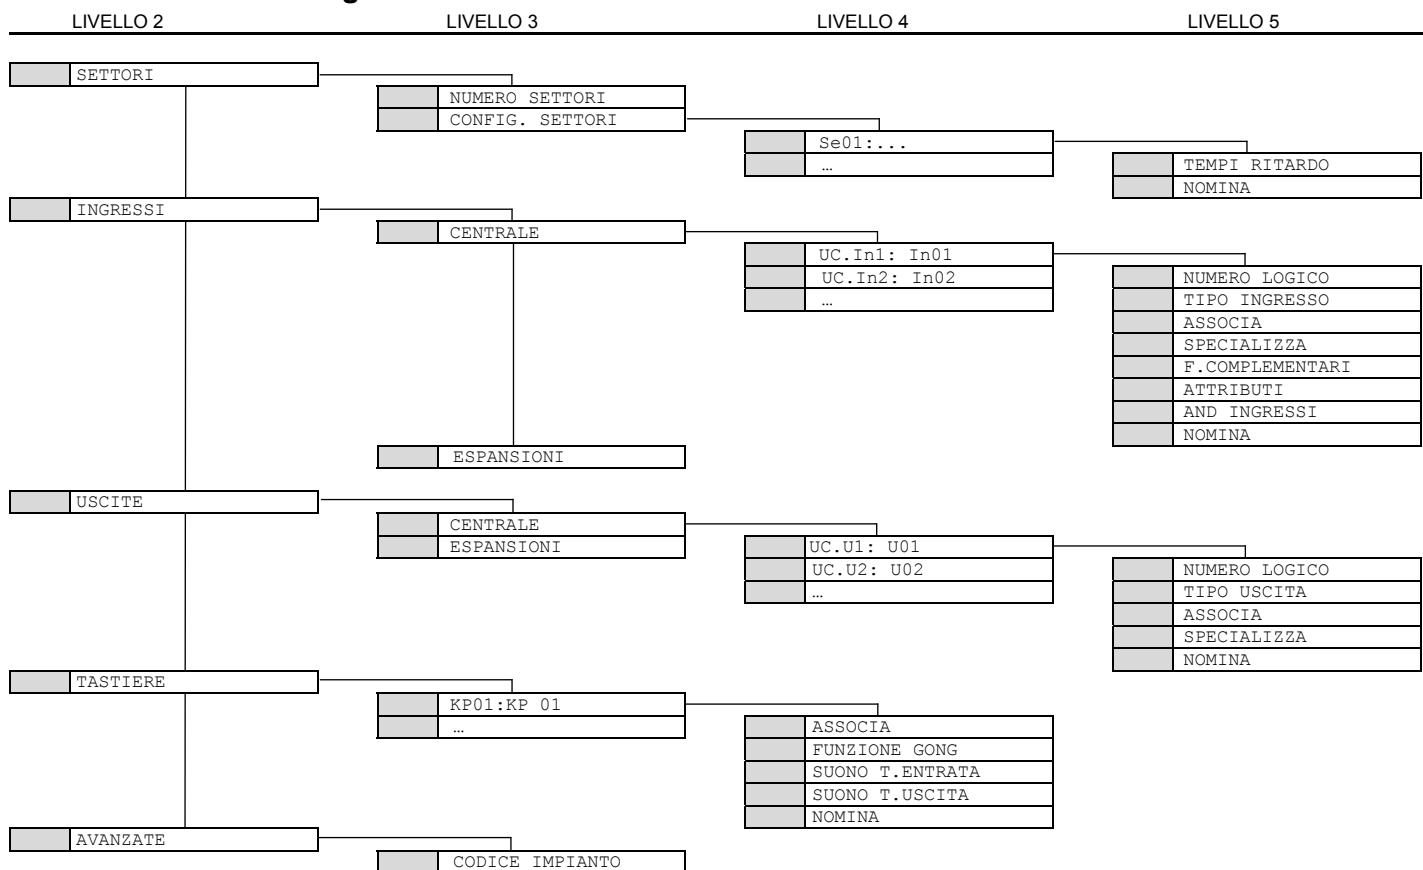 LIVELLO 2 LIVELLO 3 LIVELLO 4 LIVELLO 5
SETTORI
NUMERO SETTORI
CONFIG. SETTORI
Se01:...
…
TEMPI RITARDO
NOMINA
INGRESSI
CENTRALE
UC.In1: In01
UC.In2: In02
…
NUMERO LOGICO
TIPO INGRESSO
ASSOCIA
SPECIALIZZA
F.COMPLEMENTARI
ATTRIBUTI
AND INGRESSI
NOMINA
ESPANSIONI
USCITE
CENTRALE
ESPANSIONI
UC.U1: U01
UC.U2: U02
…
NUMERO LOGICO
TIPO USCITA
ASSOCIA
SPECIALIZZA
NOMINA
TASTIERE
KP01:KP 01
…
ASSOCIA
FUNZIONE GONG
SUONO T.ENTRATA
SUONO T.USCITA
NOMINA
AVANZATE
CODICE IMPIANTO